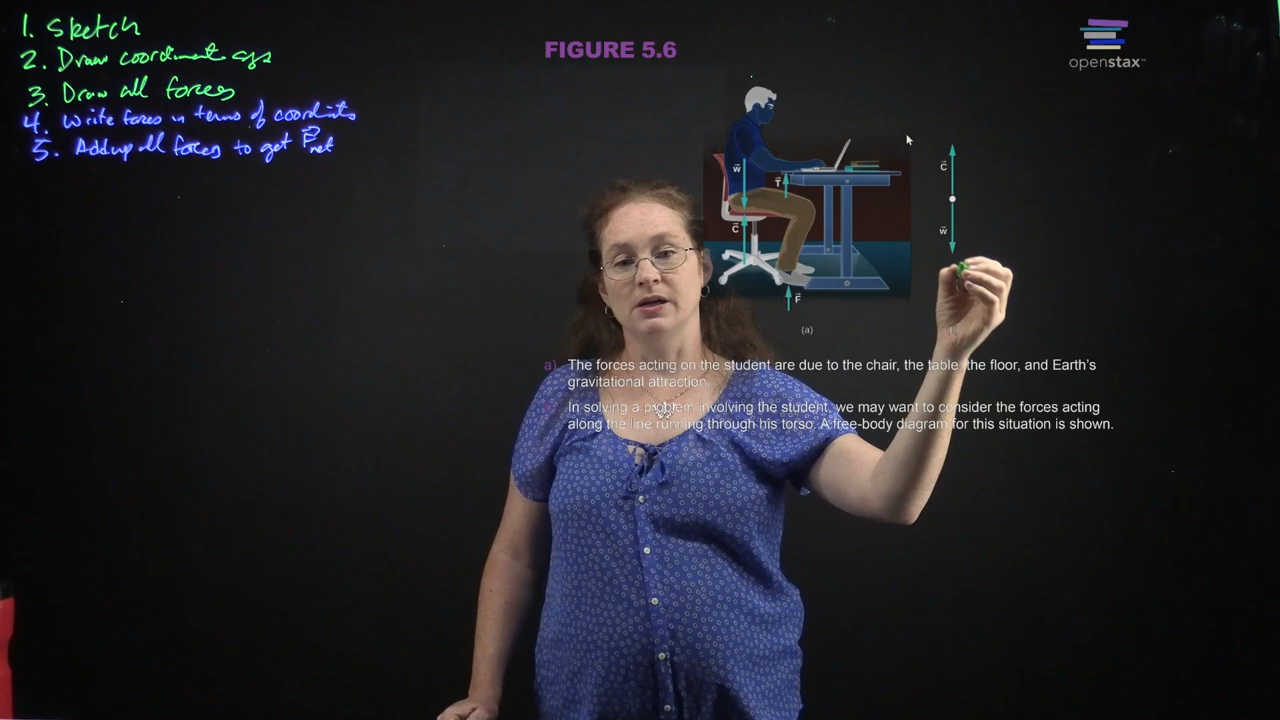 1. Sketch
2. Draw coordinate sys
3. Draw all forces
4. Write forces in terms of coordinates
5. Add up all forces to get F⃗net
FIGURE 5.6
openstax™
w⃗
T⃗
C⃗
F⃗
C⃗
w⃗
(a)
a) The forces acting on the student are due to the chair, the table, the floor, and Earth's
gravitational attraction.
In solving a problem involving the student, we may want to consider the forces acting
along the line running through his torso. A free-body diagram for this situation is shown.